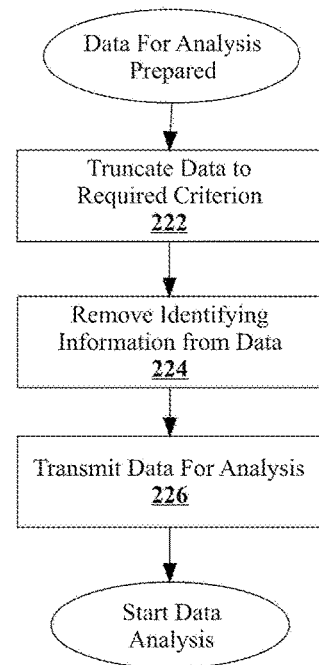 Data For Analysis
Prepared
Truncate Data to
Required Criterion
222
Remove Identifying
Information from Data
224
Transmit Data For Analysis
226
Start Data
Analysis